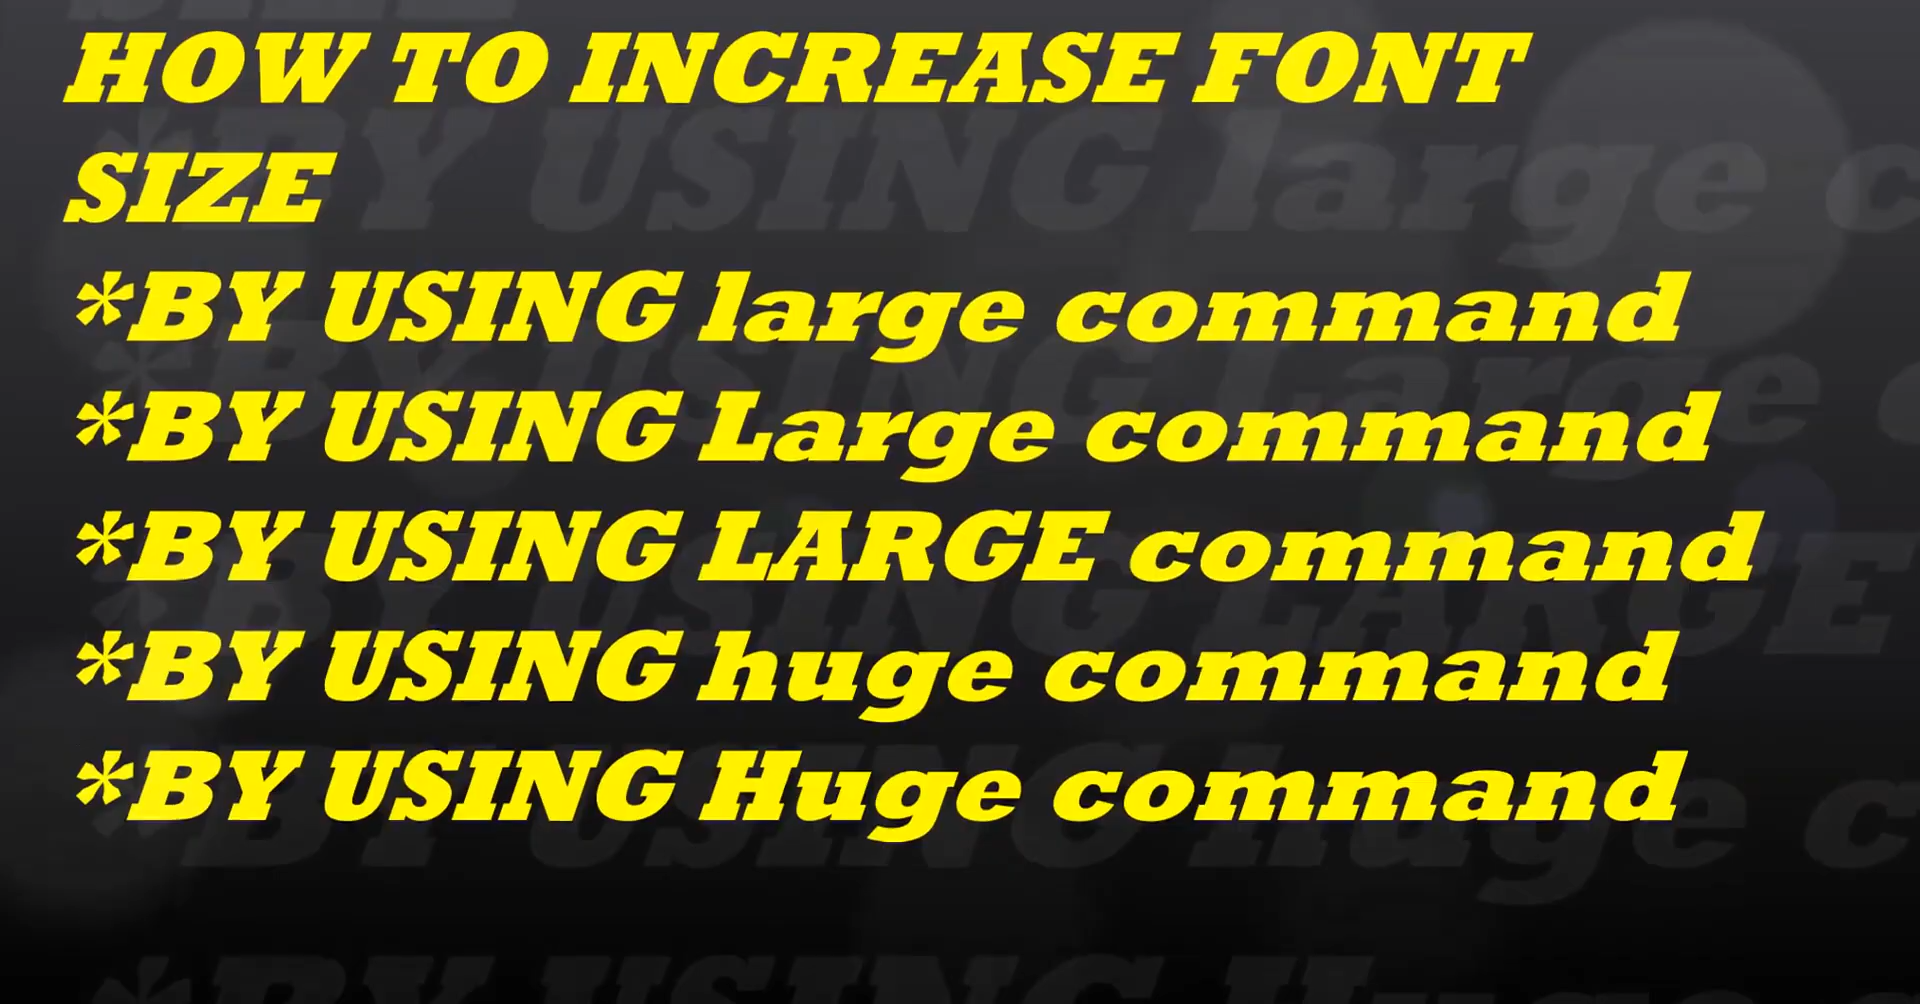 HOW TO INCREASE FONT
SIZE
*BY USING large command
*BY USING Large command
*BY USING LARGE command
*BY USING huge command
*BY USING Huge command